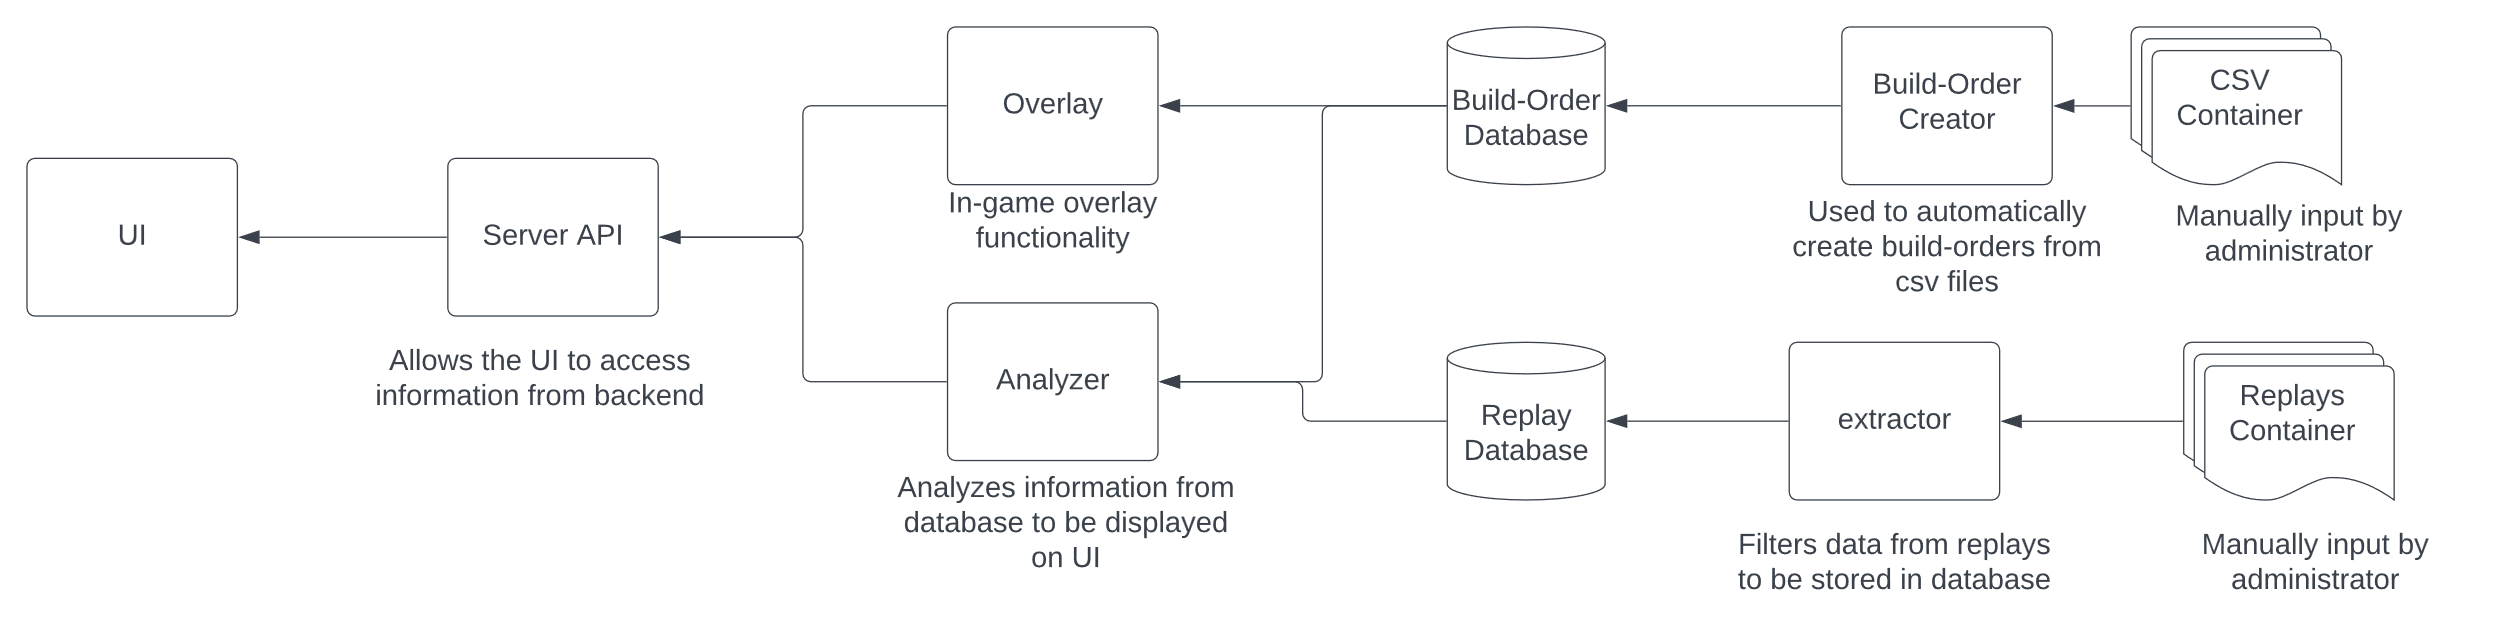 UI
Server API
Allows the UI to access
information from backend
Overlay
In-game overlay
functionality
Analyzer
Analyzes information from
database to be displayed
on UI
Build-Order
Database
Replay
Database
Build-Order
Creator
Used to automatically
create build-orders from
csv files
extractor
Filters data from replays
to be stored in database
CSV
Container
Manually input by
administrator
Replays
Container
Manually input by
administrator